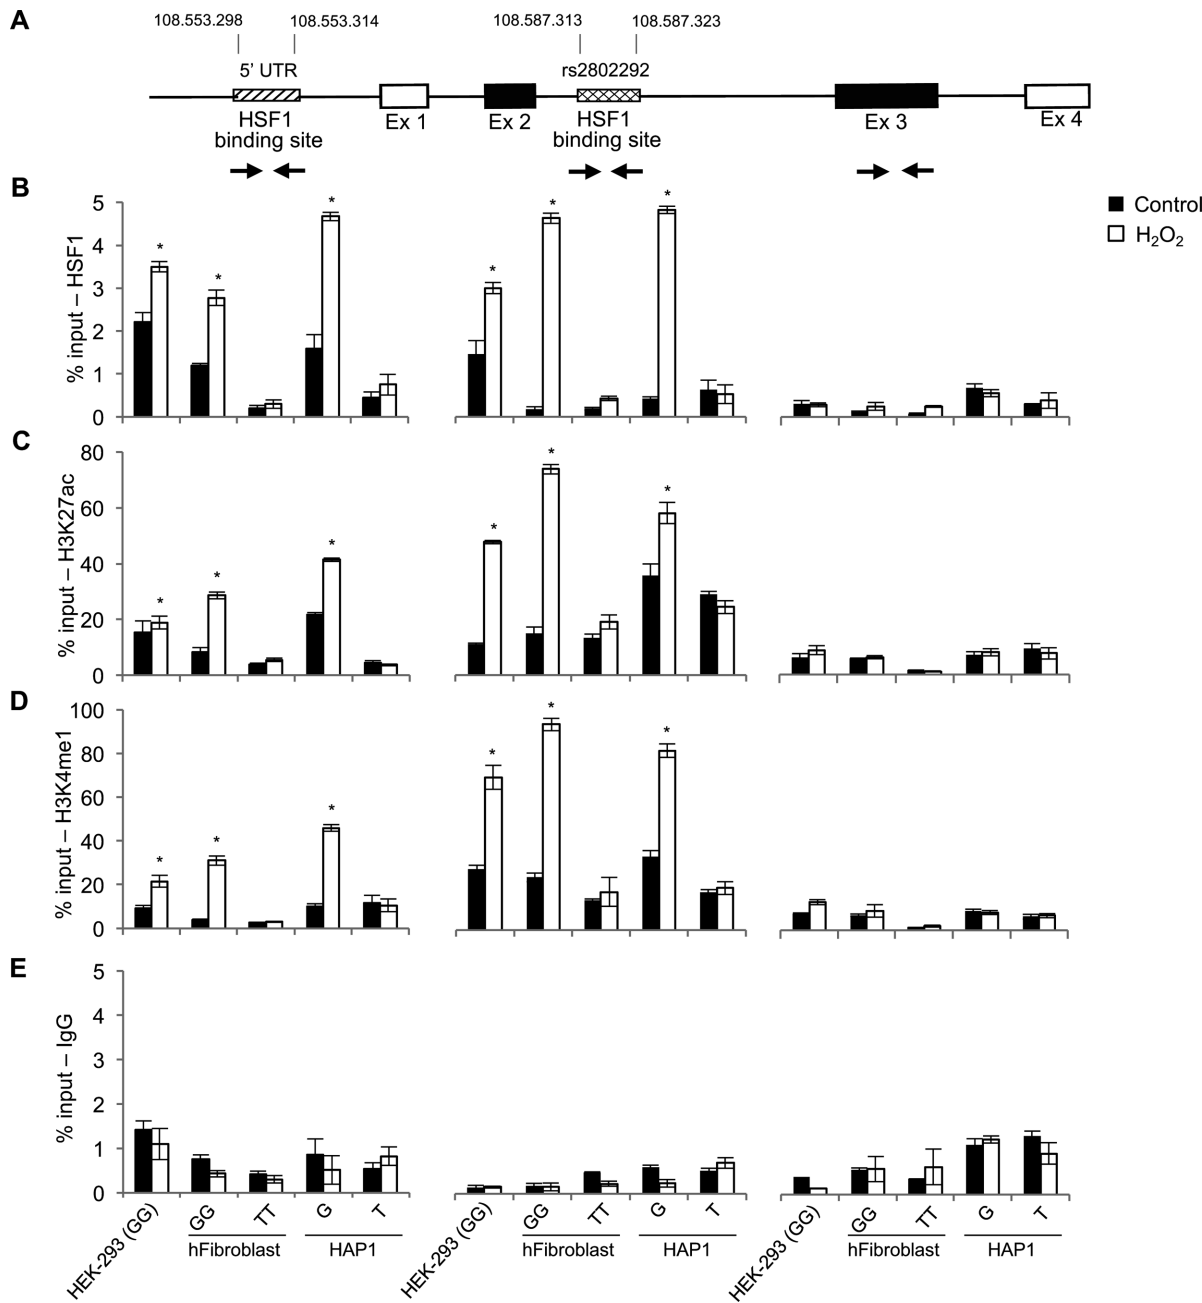 A
108.553.298 108.553.314 108.587.313 108.587.323
5' UTR rs2802292
HSF1 binding site Ex 1 Ex 2 HSF1 binding site Ex 3 Ex 4
B
% input – HSF1
5
4
3
2
1
0
* * * * * *
Control
H₂O₂
C
% input – H3K27ac
80
60
40
20
0
* * * * * *
D
% input – H3K4me1
100
80
60
40
20
0
* * * * * *
E
% input – IgG
5
4
3
2
1
0
HEK-293 (GG) GG TT G T HEK-293 (GG) GG TT G T HEK-293 (GG) GG TT G T
hFibroblast HAP1 hFibroblast HAP1 hFibroblast HAP1